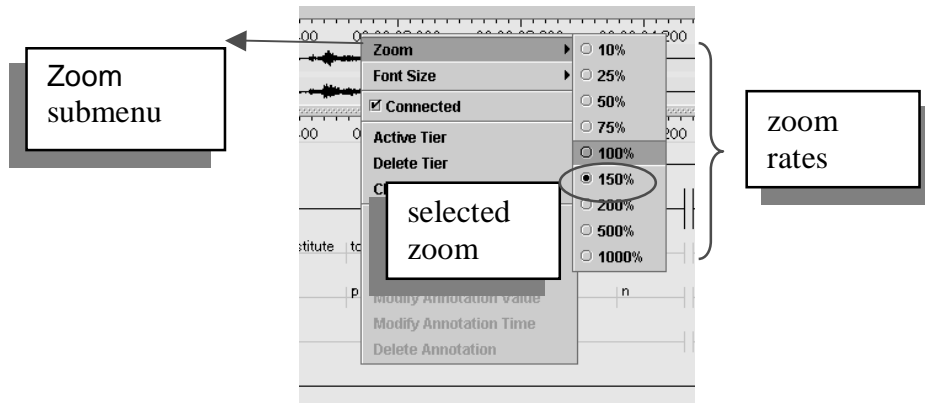 Zoom
submenu
Zoom
Font Size
Connected
Active Tier
Delete Tier
selected
zoom
Modify Annotation Value
Modify Annotation Time
Delete Annotation
10%
25%
50%
75%
100%
150%
200%
500%
1000%
zoom
rates
stitute
p
n